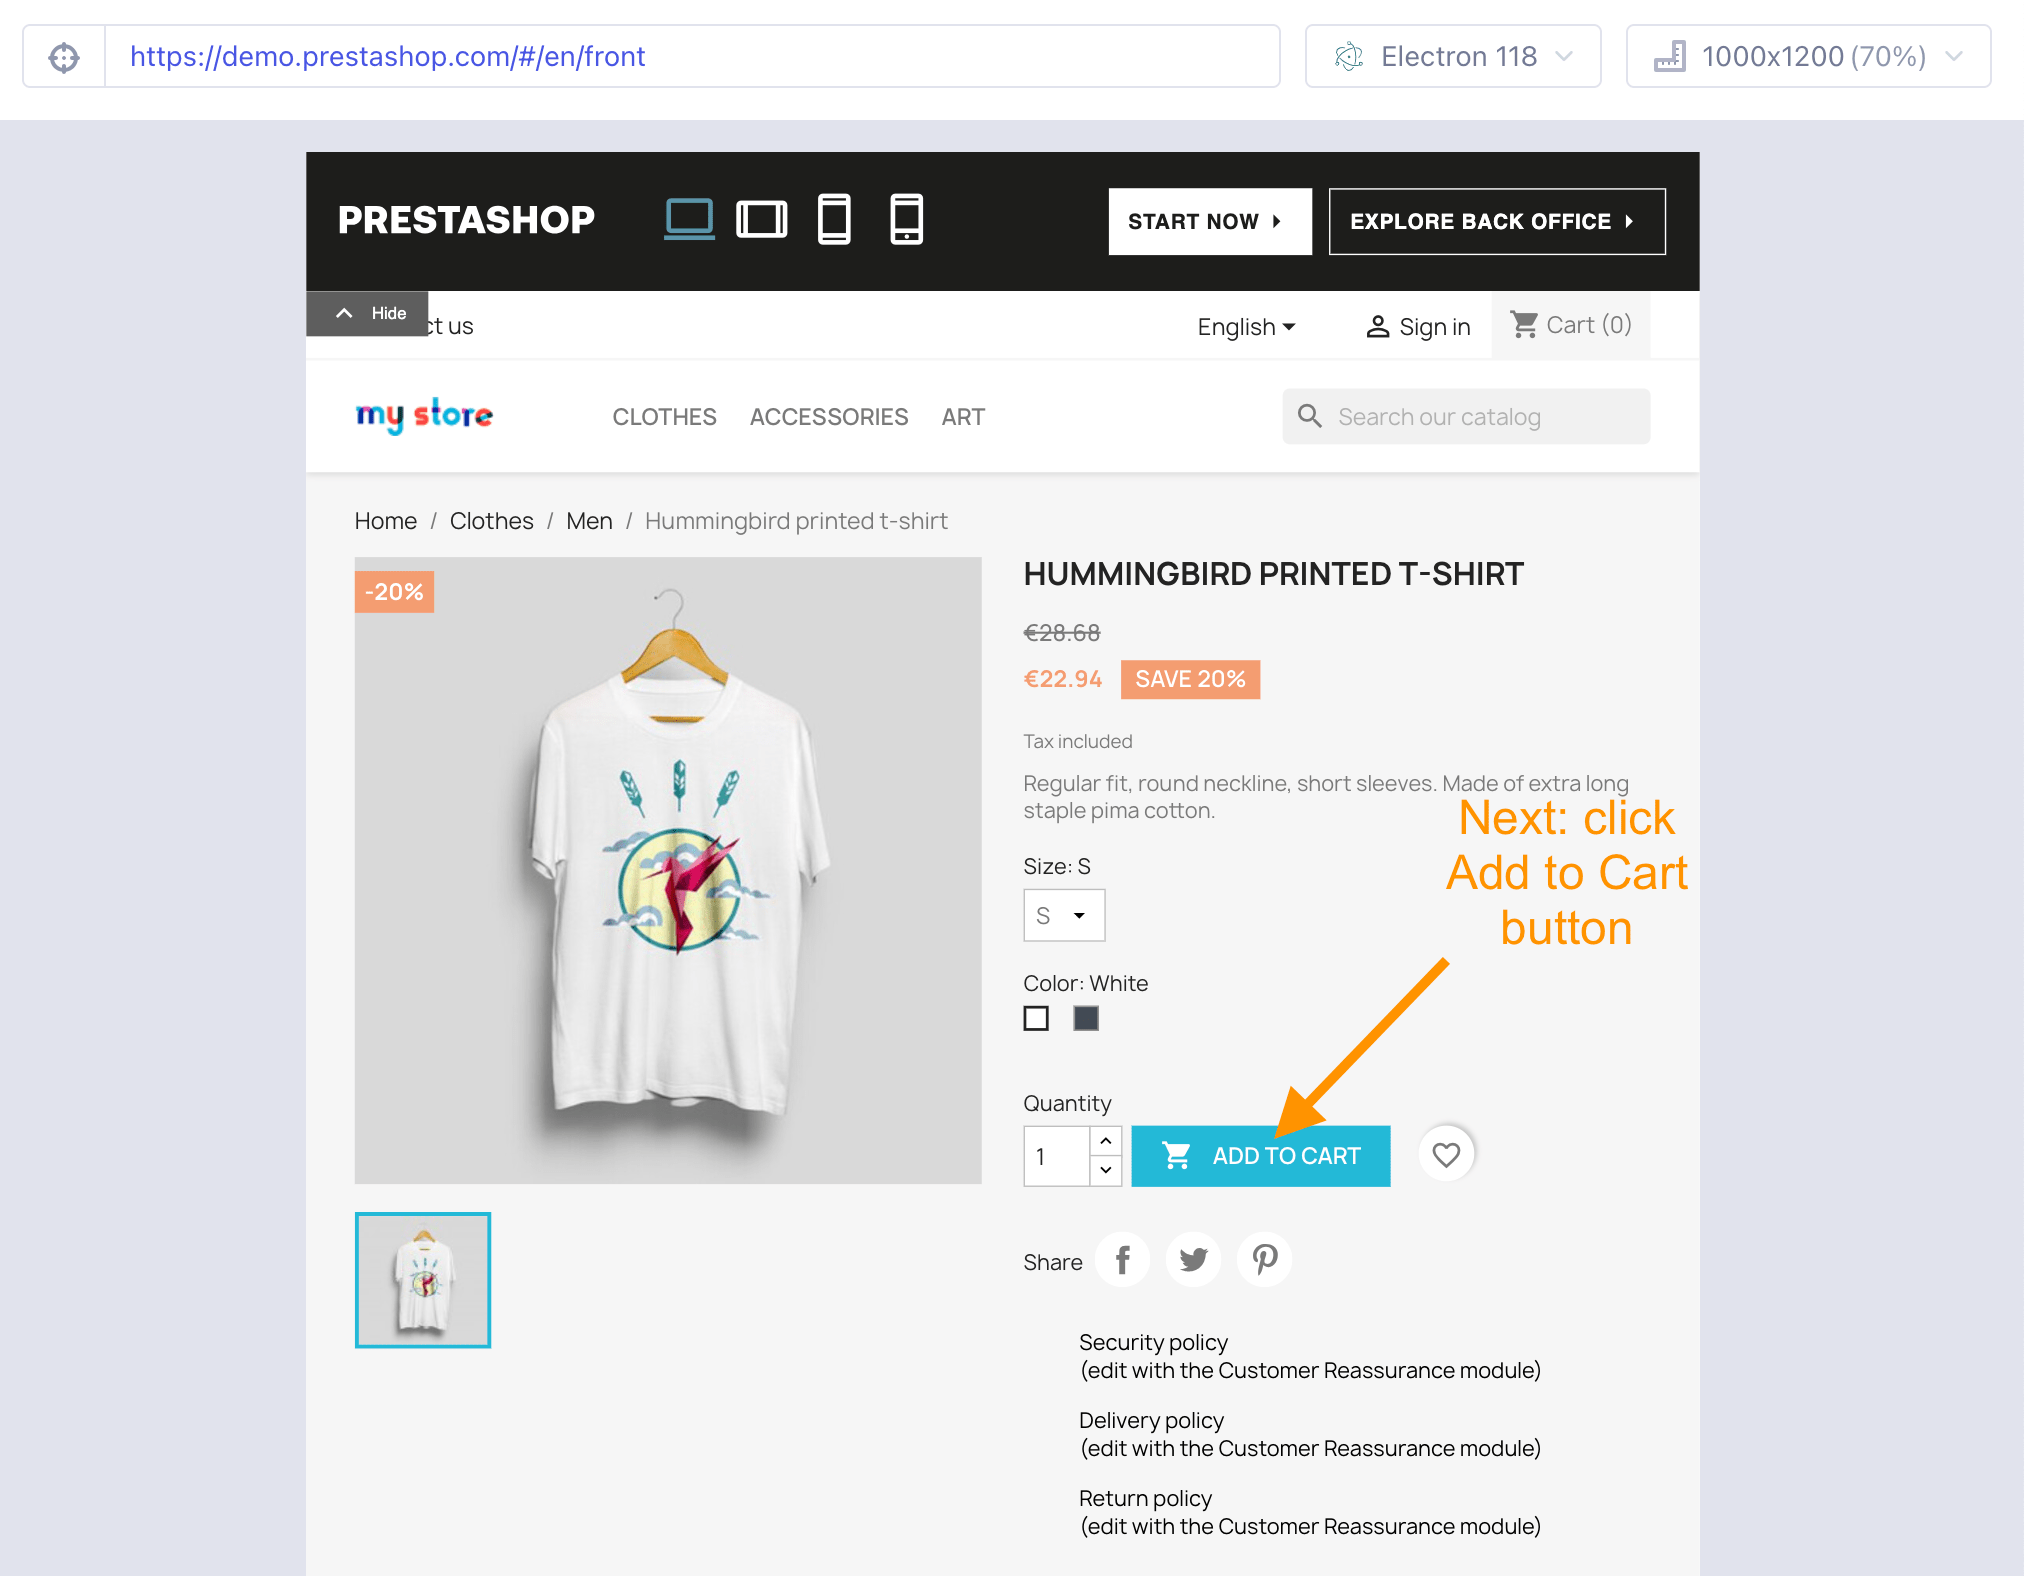 https://demo.prestashop.com/#/en/front
Electron 118
1000x1200 (70%)
PRESTASHOP
START NOW
EXPLORE BACK OFFICE
Hide
ct us
English
Sign in
Cart (0)
my store
CLOTHES
ACCESSORIES
ART
Search our catalog
Home / Clothes / Men / Hummingbird printed t-shirt
-20%
HUMMINGBIRD PRINTED T-SHIRT
€28.68
€22.94
SAVE 20%
Tax included
Regular fit, round neckline, short sleeves. Made of extra long
staple pima cotton.
Next: click
Add to Cart
button
Size: S
S
Color: White
Quantity
1
ADD TO CART
Share
Security policy
(edit with the Customer Reassurance module)
Delivery policy
(edit with the Customer Reassurance module)
Return policy
(edit with the Customer Reassurance module)